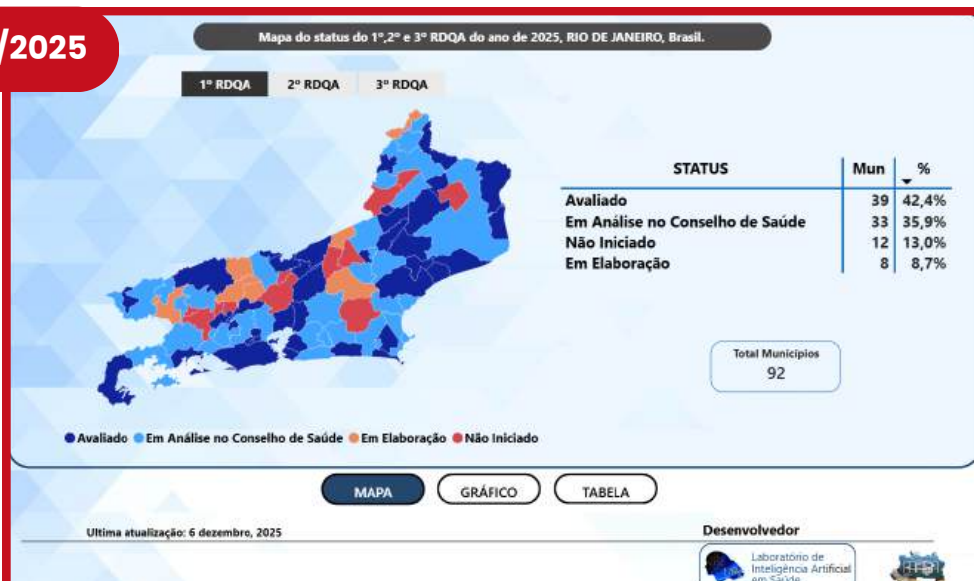 /2025
Mapa do status do 1º,2º e 3º RDQA do ano de 2025, RIO DE JANEIRO, Brasil.
1º RDQA 2º RDQA 3º RDQA
STATUS Mun %
Avaliado 39 42,4%
Em Análise no Conselho de Saúde 33 35,9%
Não Iniciado 12 13,0%
Em Elaboração 8 8,7%
Total Municípios
92
Avaliado Em Análise no Conselho de Saúde Em Elaboração Não Iniciado
MAPA GRÁFICO TABELA
Ultima atualização: 6 dezembro, 2025
Desenvolvedor
Laboratório de
Inteligência Artificial
em Saúde